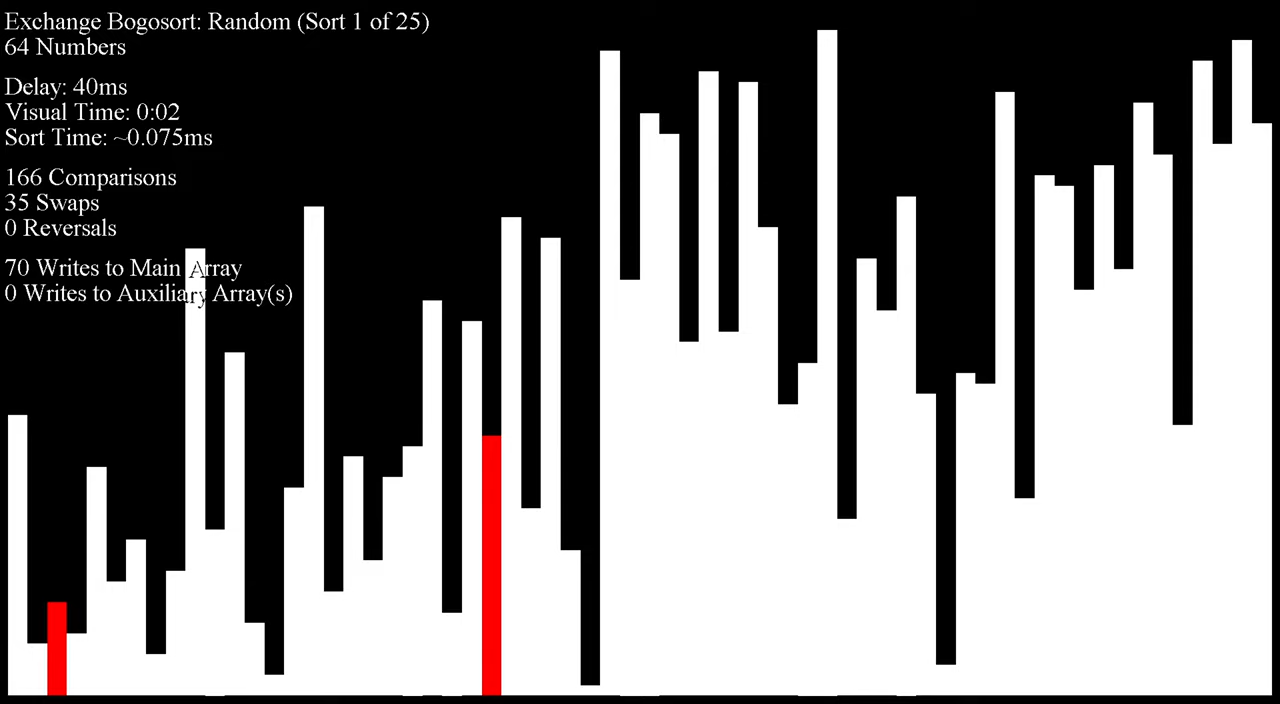 Exchange Bogosort: Random (Sort 1 of 25)
64 Numbers
Delay: 40ms
Visual Time: 0:02
Sort Time: ~0.075ms
166 Comparisons
35 Swaps
0 Reversals
70 Writes to Main Array
0 Writes to Auxiliary Array(s)